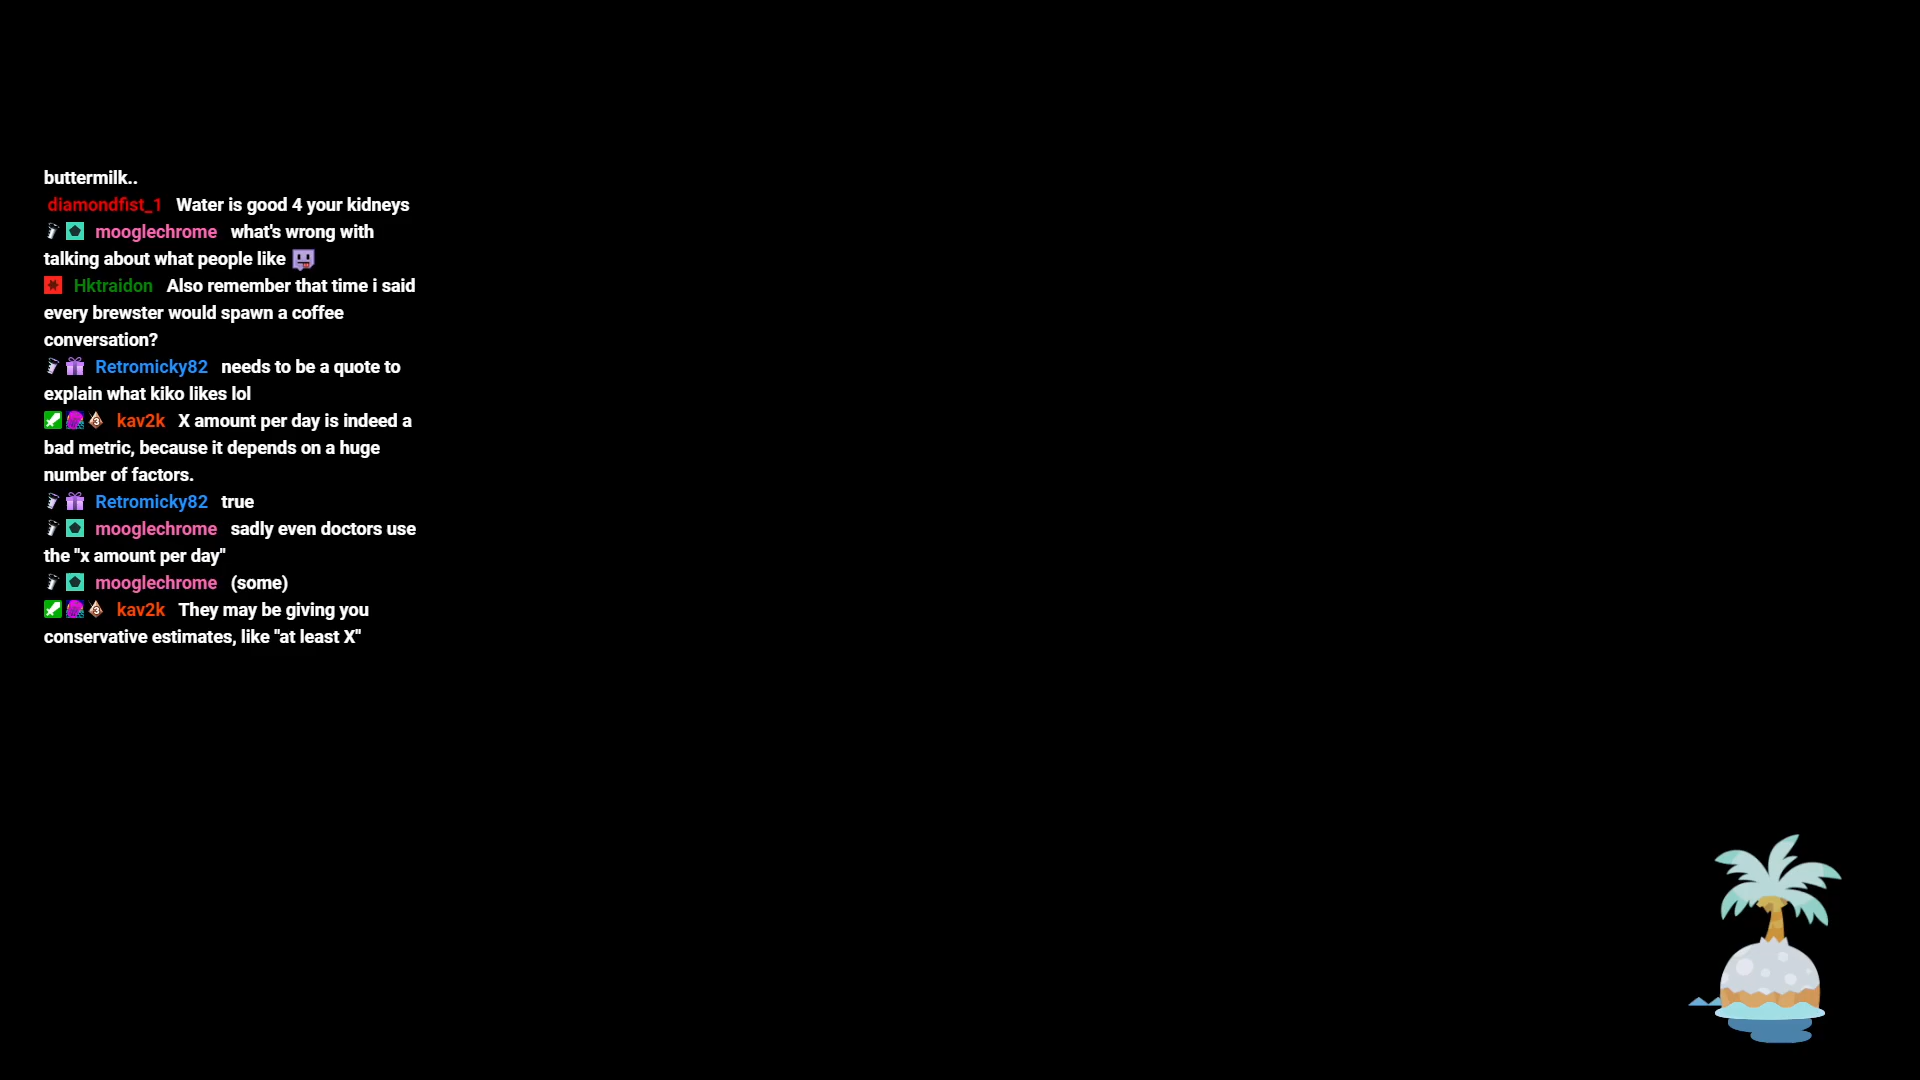 buttermilk..
diamondfist_1 Water is good 4 your kidneys
mooglechrome what's wrong with
talking about what people like
Hktraidon Also remember that time i said
every brewster would spawn a coffee
conversation?
Retromicky82 needs to be a quote to
explain what kiko likes lol
kav2k X amount per day is indeed a
bad metric, because it depends on a huge
number of factors.
Retromicky82 true
mooglechrome sadly even doctors use
the "x amount per day"
mooglechrome (some)
kav2k They may be giving you
conservative estimates, like "at least X"